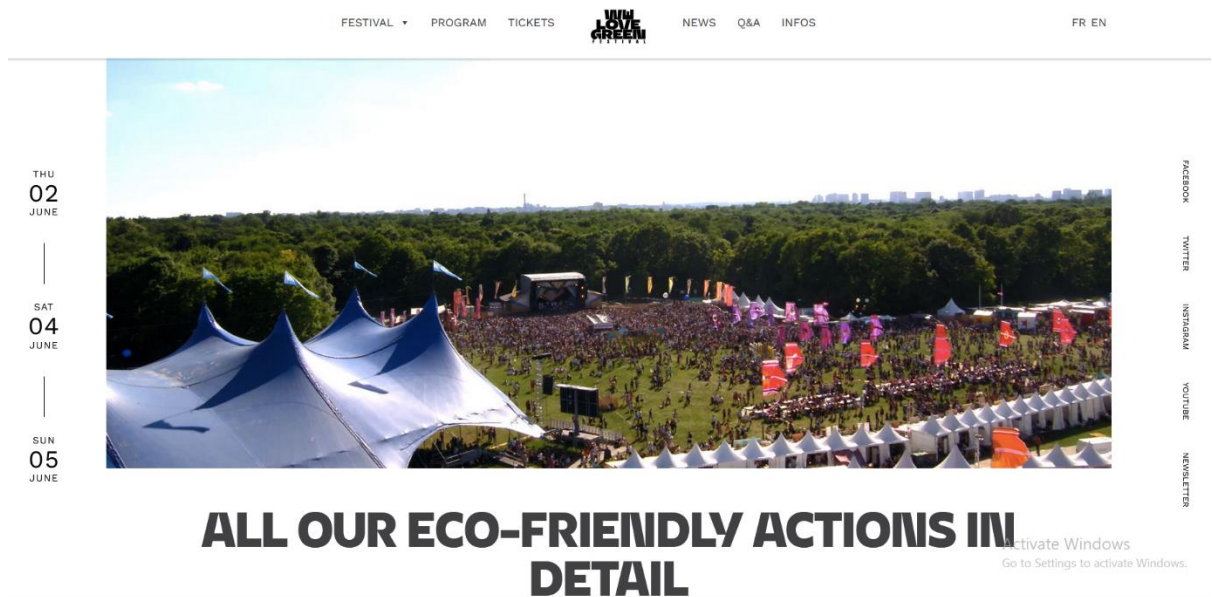 FESTIVAL ▾ PROGRAM TICKETS
WE
LOVE
GREEN
FESTIVAL
NEWS Q&A INFOS
FR EN
THU
02
JUNE
SAT
04
JUNE
SUN
05
JUNE
FACEBOOK
TWITTER
INSTAGRAM
YOUTUBE
NEWSLETTER
ALL OUR ECO-FRIENDLY ACTIONS IN
DETAIL
Activate Windows
Go to Settings to activate Windows.